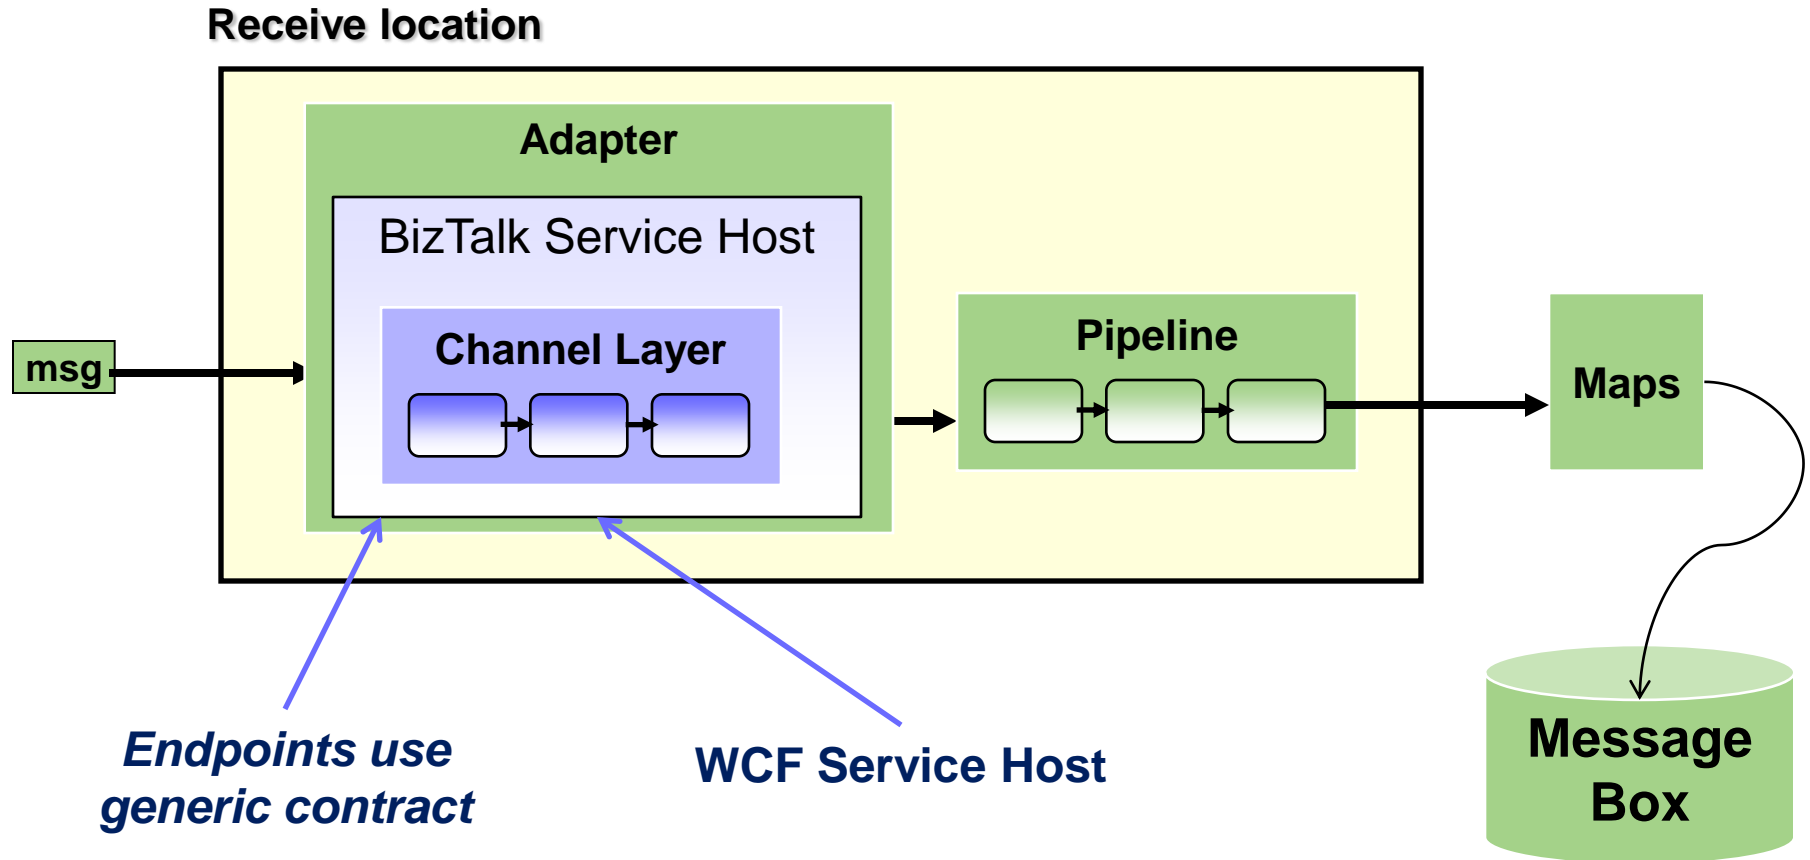 Receive location
Adapter
BizTalk Service Host
Channel Layer
msg
Pipeline
Maps
Endpoints use
generic contract
WCF Service Host
Message
Box